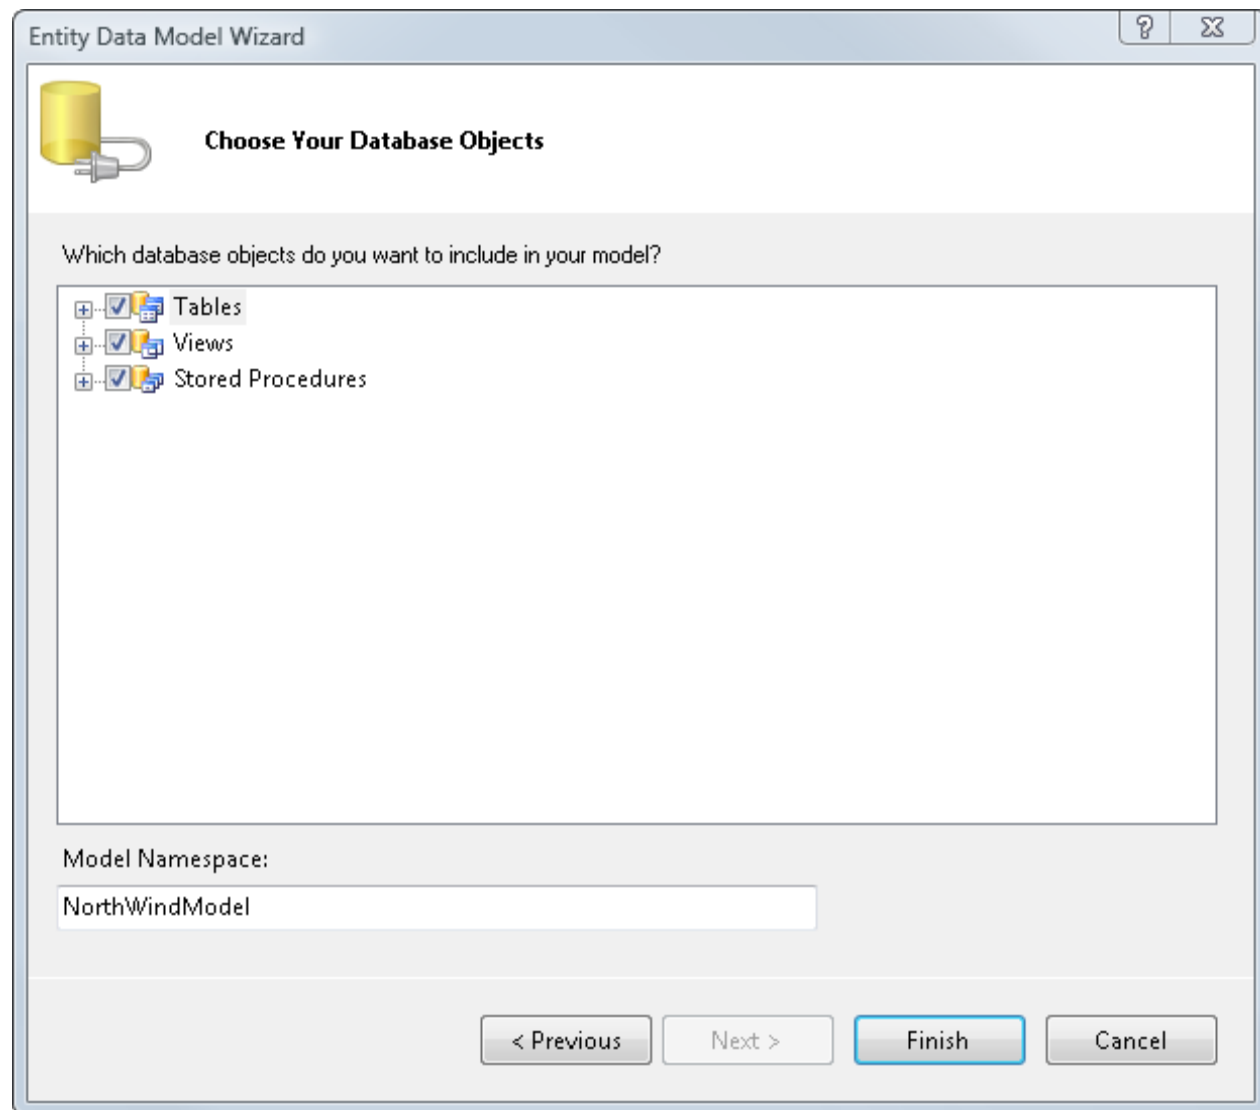 Entity Data Model Wizard
Choose Your Database Objects
Which database objects do you want to include in your model?
Tables
Views
Stored Procedures
Model Namespace:
NorthWindModel
< Previous
Next >
Finish
Cancel